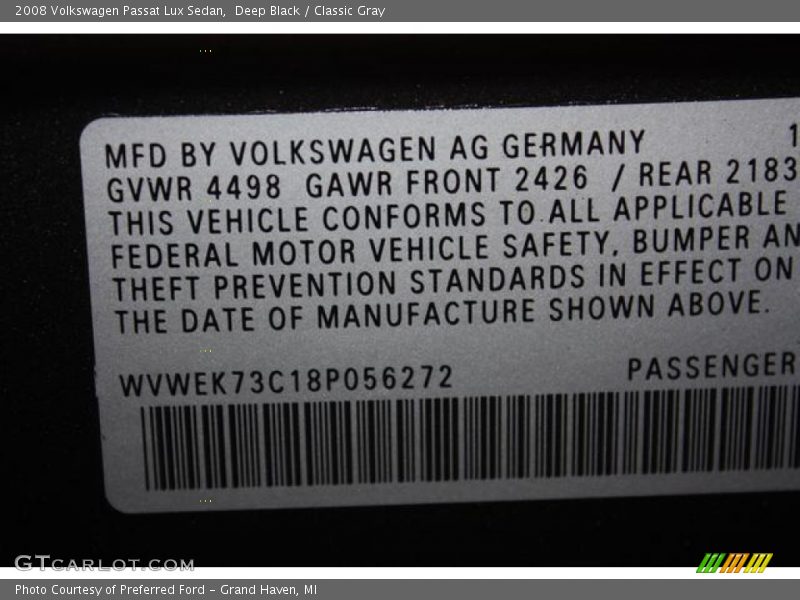 2008 Volkswagen Passat Lux Sedan,  Deep Black / Classic Gray
MFD BY VOLKSWAGEN AG GERMANY 1
GVWR 4498 GAWR FRONT 2426 / REAR 2183
THIS VEHICLE CONFORMS TO ALL APPLICABLE
FEDERAL MOTOR VEHICLE SAFETY, BUMPER AN
THEFT PREVENTION STANDARDS IN EFFECT ON
THE DATE OF MANUFACTURE SHOWN ABOVE.
WVWEK73C18P056272 PASSENGER
GTCARLOT.COM
Photo Courtesy of Preferred Ford - Grand Haven, MI